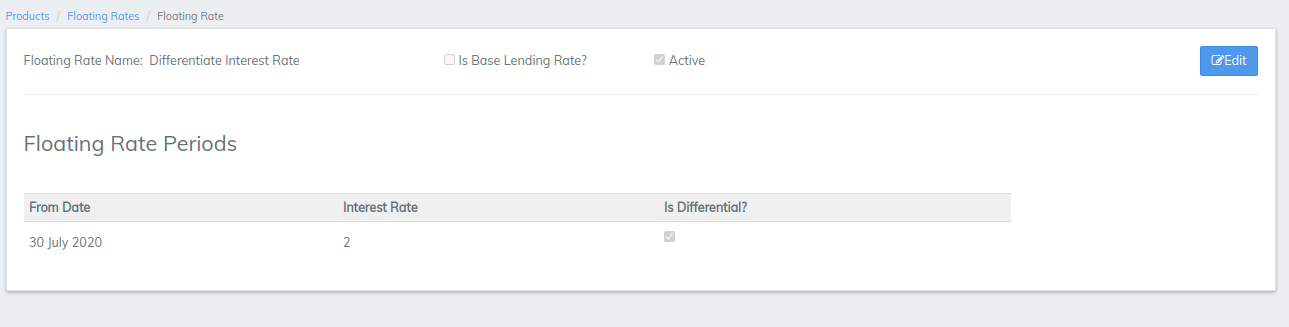 Products / Floating Rates / Floating Rate
Floating Rate Name: Differentiate Interest Rate Is Base Lending Rate? Active Edit
Floating Rate Periods
From Date Interest Rate Is Differential?
30 July 2020 2